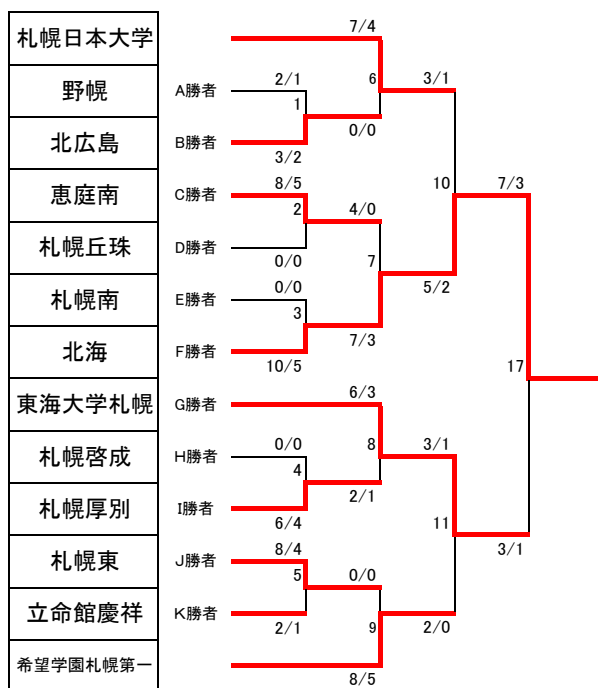 札幌日本大学 7/4
6 3/1
野幌 A勝者 2/1
1
北広島 B勝者 0/0
3/2
恵庭南 C勝者 8/5 10 7/3
2 4/0
札幌丘珠 D勝者
0/0 7
札幌南 E勝者 0/0 5/2
3
北海 F勝者 7/3
10/5 17
東海大学札幌 G勝者 6/3
札幌啓成 H勝者 0/0 8 3/1
4
札幌厚別 I勝者 2/1
6/4 11
札幌東 J勝者 8/4 3/1
5 0/0
立命館慶祥 K勝者
2/1 9 2/0
希望学園札幌第一
8/5